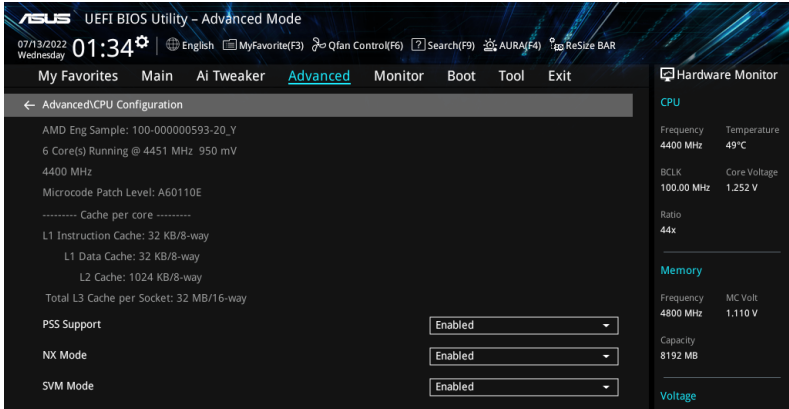 ASUS UEFI BIOS Utility – Advanced Mode
07/13/2022 Wednesday 01:34 English MyFavorite(F3) Qfan Control(F6) ? Search(F9) AURA(F4) ReSize BAR
My Favorites Main Ai Tweaker Advanced Monitor Boot Tool Exit
← Advanced\CPU Configuration
AMD Eng Sample: 100-000000593-20_Y
6 Core(s) Running @ 4451 MHz 950 mV
4400 MHz
Microcode Patch Level: A60110E
--------- Cache per core ---------
L1 Instruction Cache: 32 KB/8-way
L1 Data Cache: 32 KB/8-way
L2 Cache: 1024 KB/8-way
Total L3 Cache per Socket: 32 MB/16-way
PSS Support Enabled
NX Mode Enabled
SVM Mode Enabled
Hardware Monitor
CPU
Frequency Temperature
4400 MHz 49°C
BCLK Core Voltage
100.00 MHz 1.252 V
Ratio
44x
Memory
Frequency MC Volt
4800 MHz 1.110 V
Capacity
8192 MB
Voltage